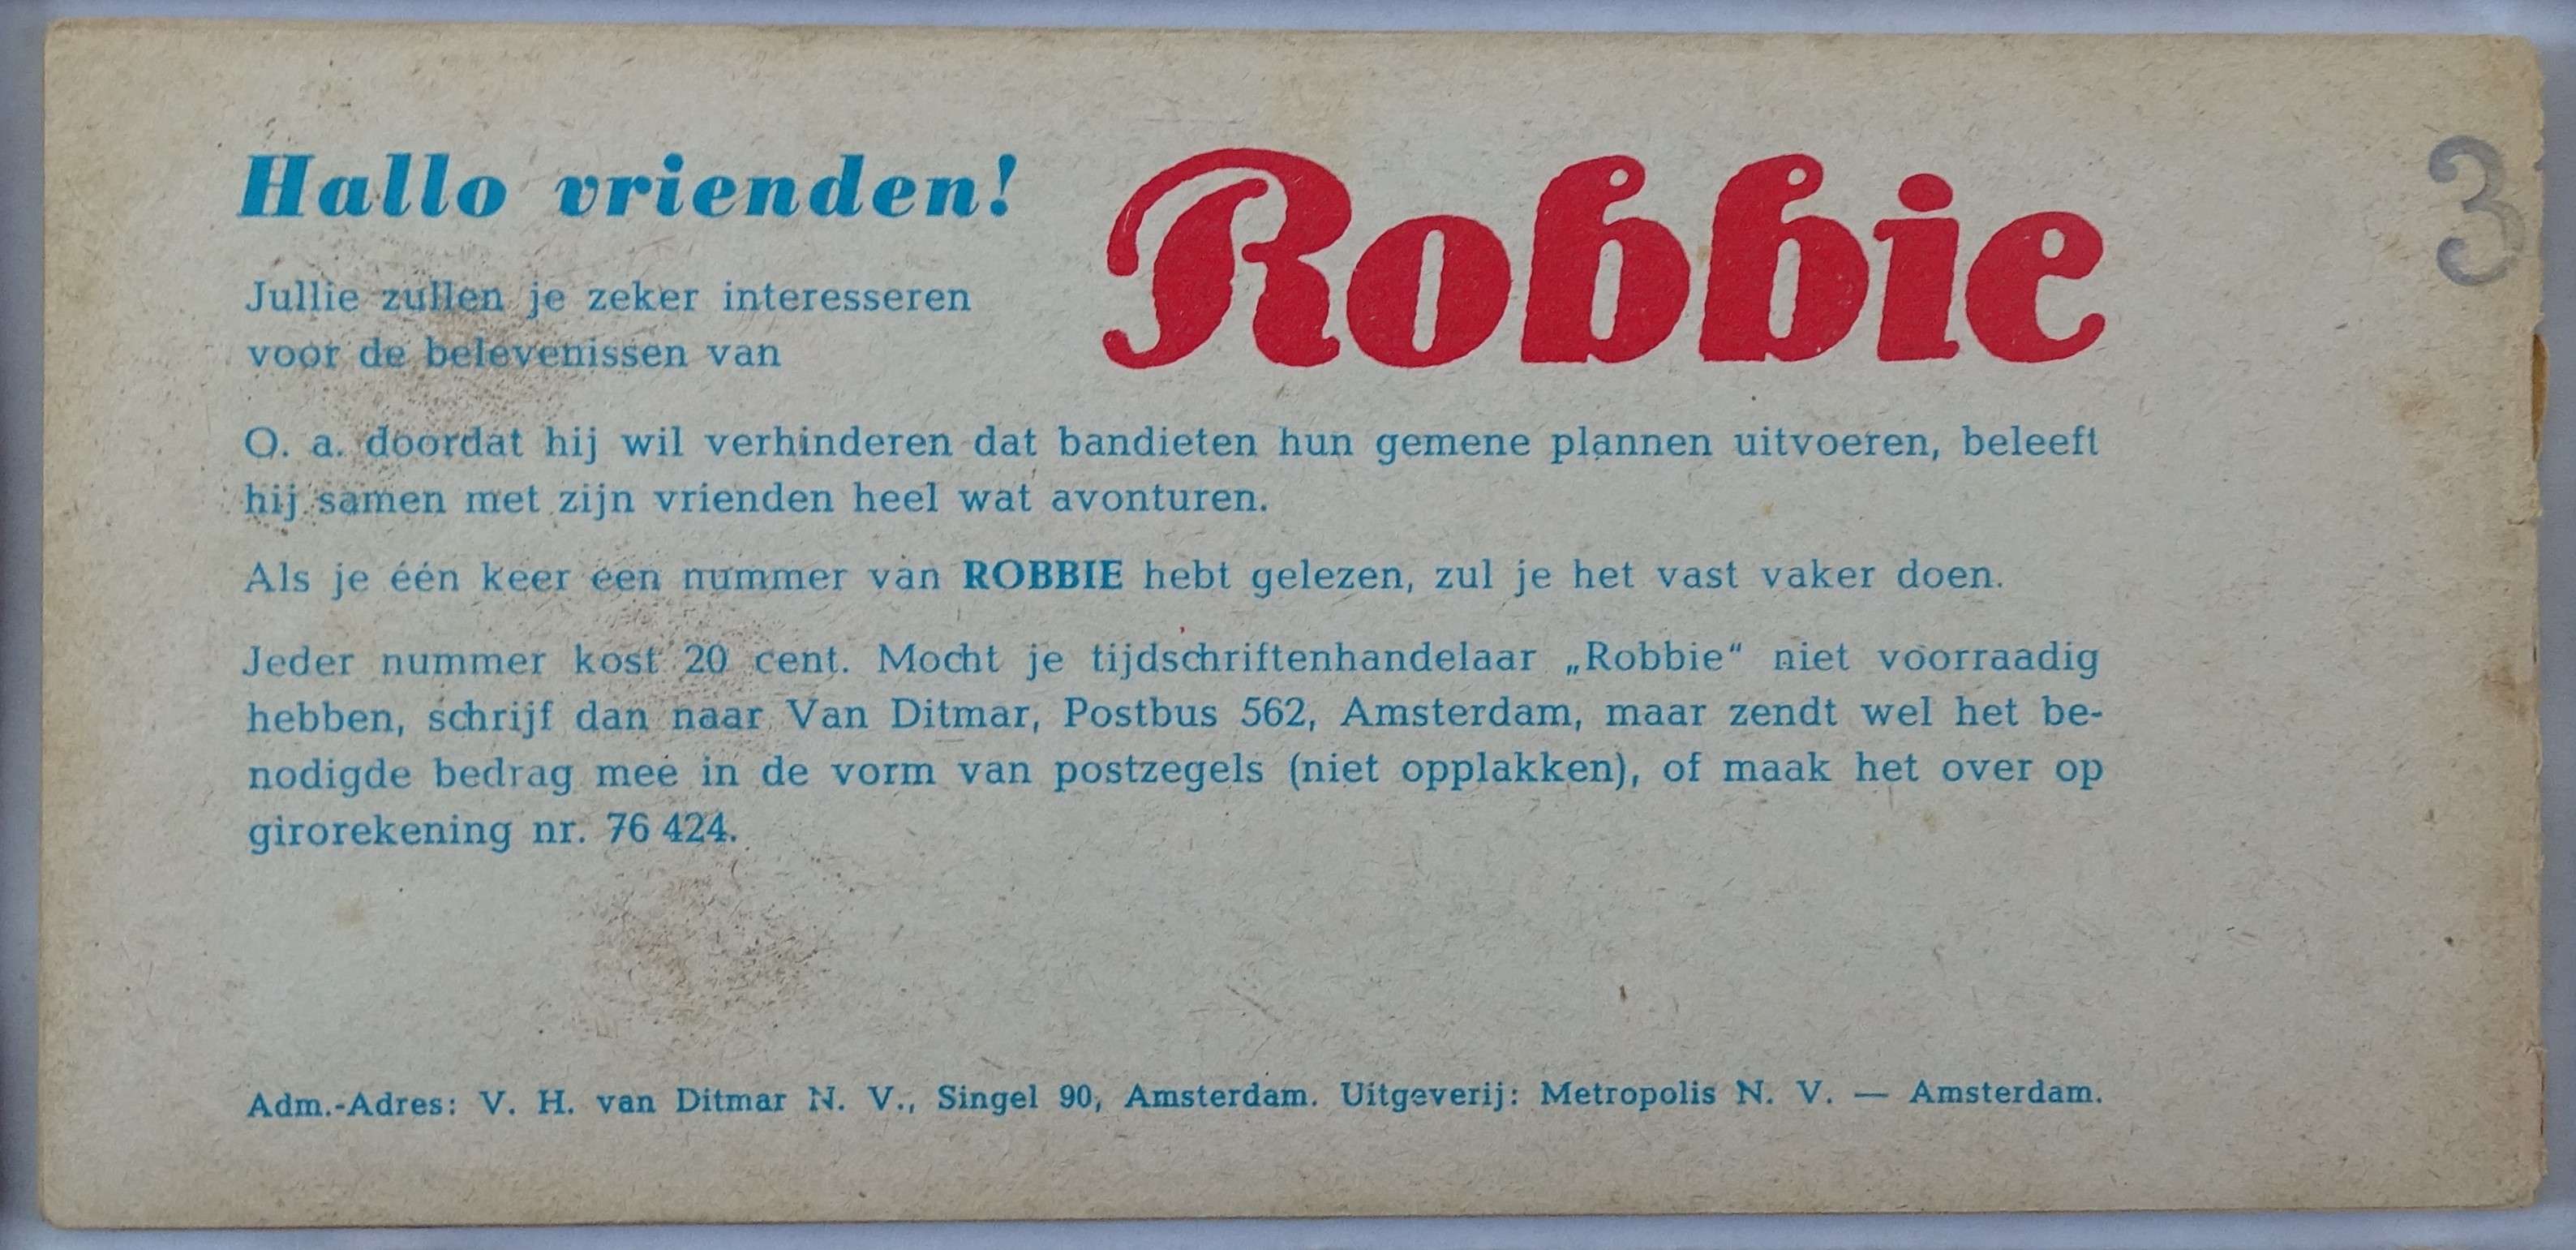 Hallo vrienden!
Robbie
3
Jullie zullen je zeker interesseren
voor de belevenissen van
O. a. doordat hij wil verhinderen dat bandieten hun gemene plannen uitvoeren, beleeft
hij samen met zijn vrienden heel wat avonturen.
Als je één keer een nummer van ROBBIE hebt gelezen, zul je het vast vaker doen.
Jeder nummer kost 20 cent. Mocht je tijdschriftenhandelaar „Robbie“ niet voorraadig
hebben, schrijf dan naar Van Ditmar, Postbus 562, Amsterdam, maar zendt wel het be-
nodigde bedrag mee in de vorm van postzegels (niet opplakken), of maak het over op
girorekening nr. 76 424.
Adm.-Adres: V. H. van Ditmar N. V., Singel 90, Amsterdam. Uitgeverij: Metropolis N. V. — Amsterdam.